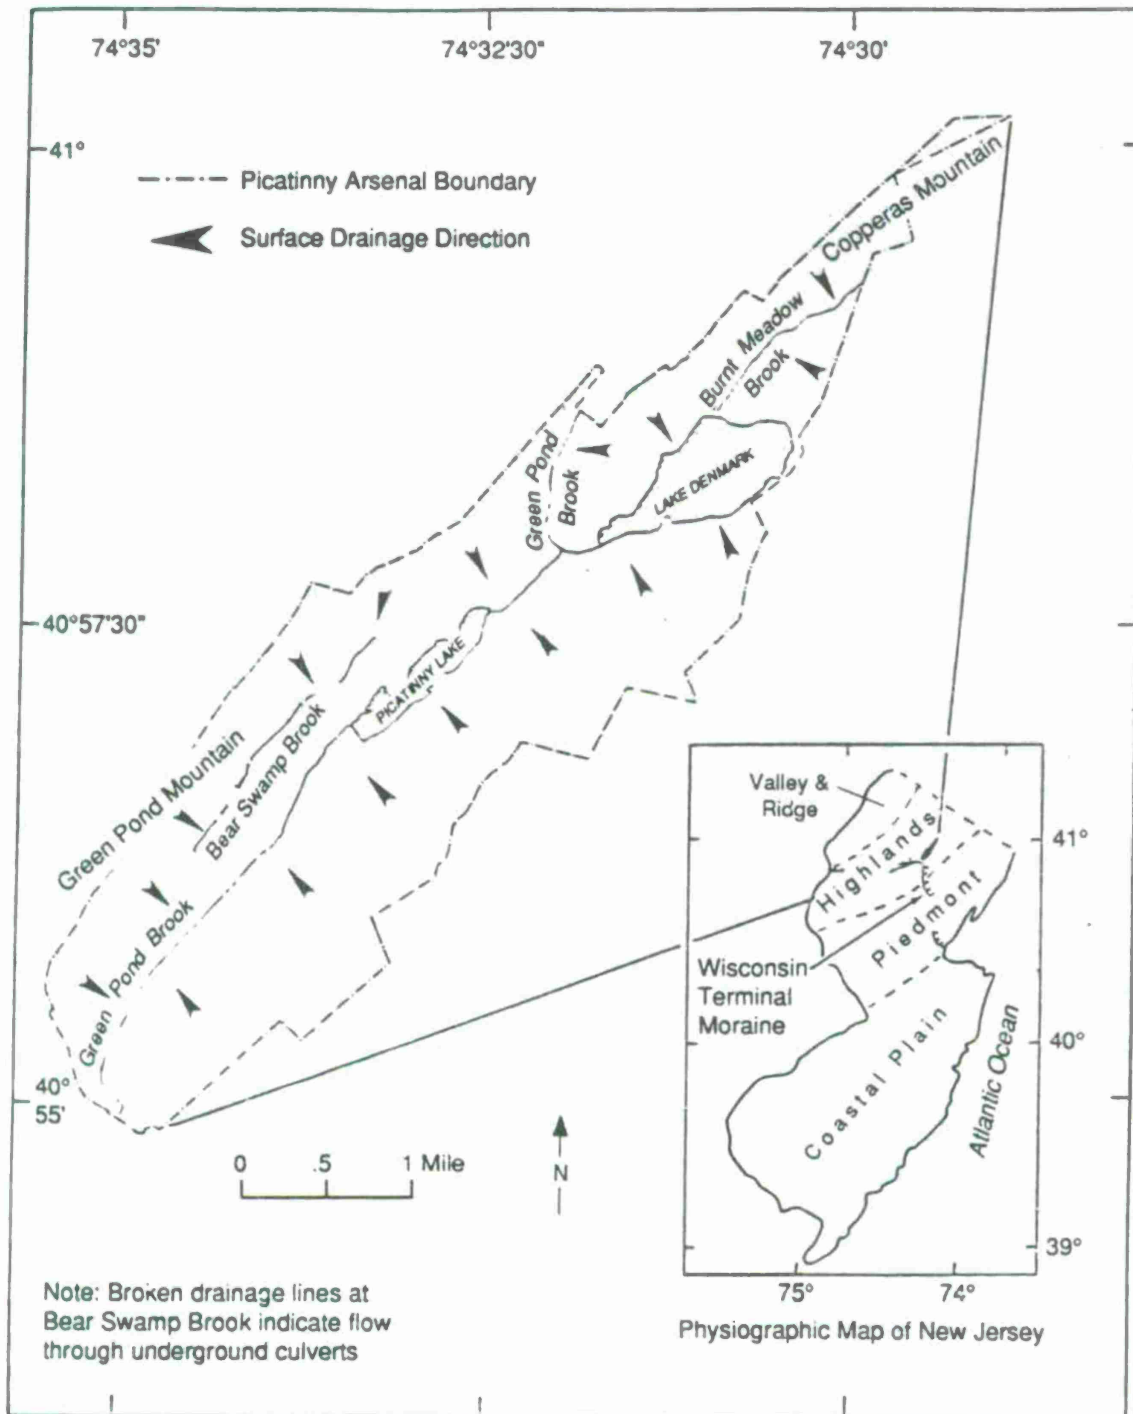 74°35'
74°32'30"
74°30'
41°
Picatinny Arsenal Boundary
Surface Drainage Direction
Copperas Mountain
Burnt Meadow
Brook
Green Pond
Brook
LAKE DENMARK
40°57'30"
PICATINNY LAKE
Green Pond Mountain
Bear Swamp Brook
Green Pond Brook
40°
55'
0 .5 1 Mile
N
Note: Broken drainage lines at
Bear Swamp Brook indicate flow
through underground culverts
Valley &
Ridge
Highlands
Piedmont
Wisconsin
Terminal
Moraine
Coastal Plain
Atlantic Ocean
41°
40°
39°
75°
74°
Physiographic Map of New Jersey